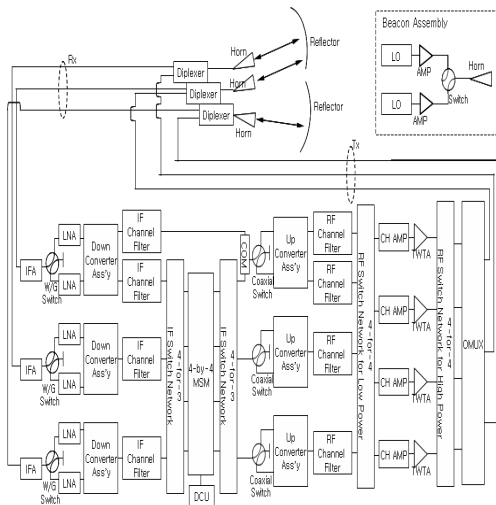 Beacon Assembly
LO
AMP
Horn
Switch
LO
AMP
Rx
Horn
Reflector
Diplexer
Horn
Diplexer
Reflector
Diplexer
Horn
Tx
IFA
W/G
Switch
LNA
LNA
Down
Converter
Ass'y
IF
Channel
Filter
IF
Channel
Filter
COM
Coaxial
Switch
Up
Converter
Ass'y
RF
Channel
Filter
RF
Channel
Filter
CH AMP
TWTA
IFA
W/G
Switch
LNA
LNA
Down
Converter
Ass'y
IF
Channel
Filter
4-for-3
IF Switch Network
4-by-4
MSM
4-for-3
IF Switch Network
Coaxial
Switch
Up
Converter
Ass'y
RF
Channel
Filter
4-for-4
RF Switch Network for Low Power
CH AMP
TWTA
4-for-4
RF Switch Network for High Power
OMUX
CH AMP
TWTA
IFA
W/G
Switch
LNA
LNA
Down
Converter
Ass'y
IF
Channel
Filter
DCU
Coaxial
Switch
Up
Converter
Ass'y
RF
Channel
Filter
CH AMP
TWTA